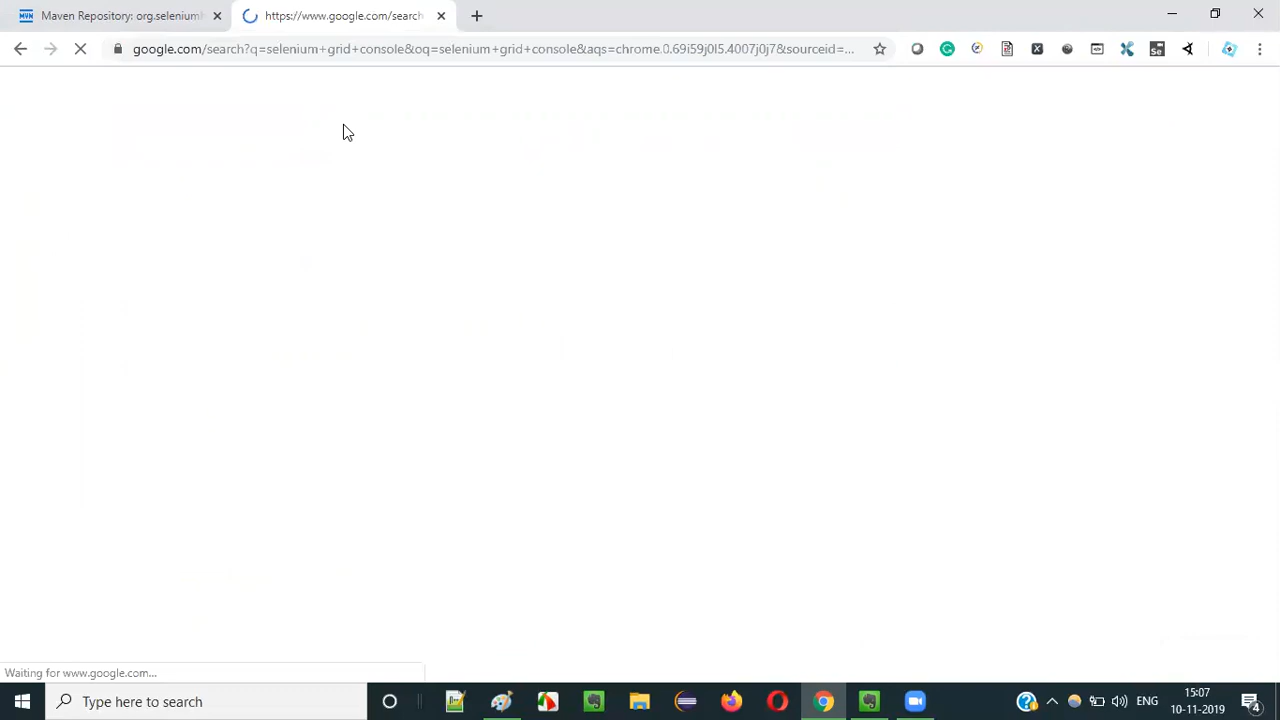 Maven Repository: org.seleniumh
https://www.google.com/search
google.com/search?q=selenium+grid+console&oq=selenium+grid+console&aqs=chrome.0.69i59j0l5.4007j0j7&sourceid=...
Se
Waiting for www.google.com...
Type here to search
ENG
15:07
10-11-2019
4